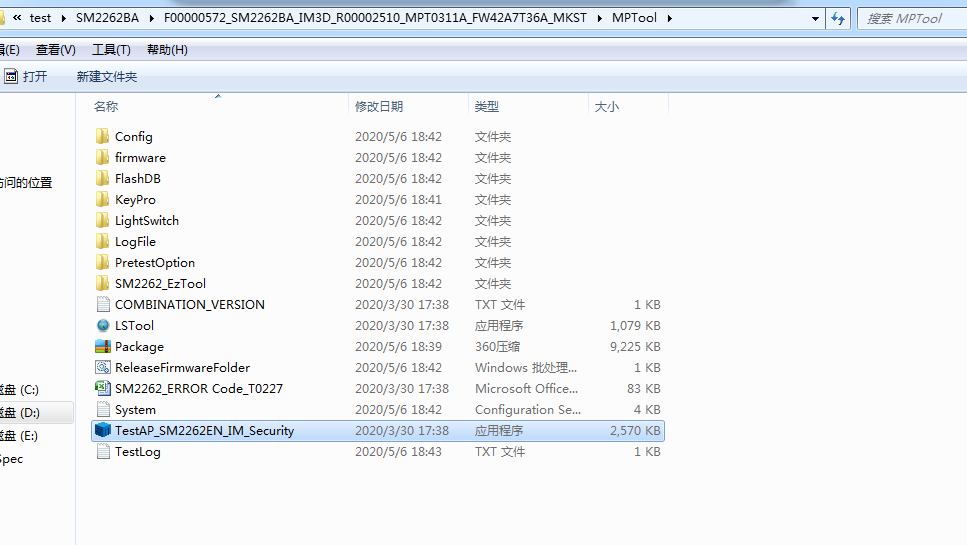 « test ▸ SM2262BA ▸ F00000572_SM2262BA_IM3D_R00002510_MPT0311A_FW42A7T36A_MKST ▸ MPTool ▸ 搜索 MPTool
(E) 查看(V) 工具(T) 帮助(H)
打开 新建文件夹
名称 修改日期 类型 大小
Config 2020/5/6 18:42 文件夹
firmware 2020/5/6 18:42 文件夹
FlashDB 2020/5/6 18:42 文件夹
问的位置
KeyPro 2020/5/6 18:41 文件夹
LightSwitch 2020/5/6 18:42 文件夹
LogFile 2020/5/6 18:42 文件夹
PretestOption 2020/5/6 18:42 文件夹
SM2262_EzTool 2020/5/6 18:42 文件夹
COMBINATION_VERSION 2020/3/30 17:38 TXT 文件 1 KB
LSTool 2020/3/30 17:38 应用程序 1,079 KB
Package 2020/5/6 18:39 360压缩 9,225 KB
ReleaseFirmwareFolder 2020/5/6 18:42 Windows 批处理... 1 KB
盘 (C:)
SM2262_ERROR Code_T0227 2020/3/30 17:38 Microsoft Office... 83 KB
盘 (D:)
System 2020/5/6 18:42 Configuration Se... 4 KB
盘 (E:)
TestAP_SM2262EN_IM_Security 2020/3/30 17:38 应用程序 2,570 KB
Spec
TestLog 2020/5/6 18:43 TXT 文件 1 KB